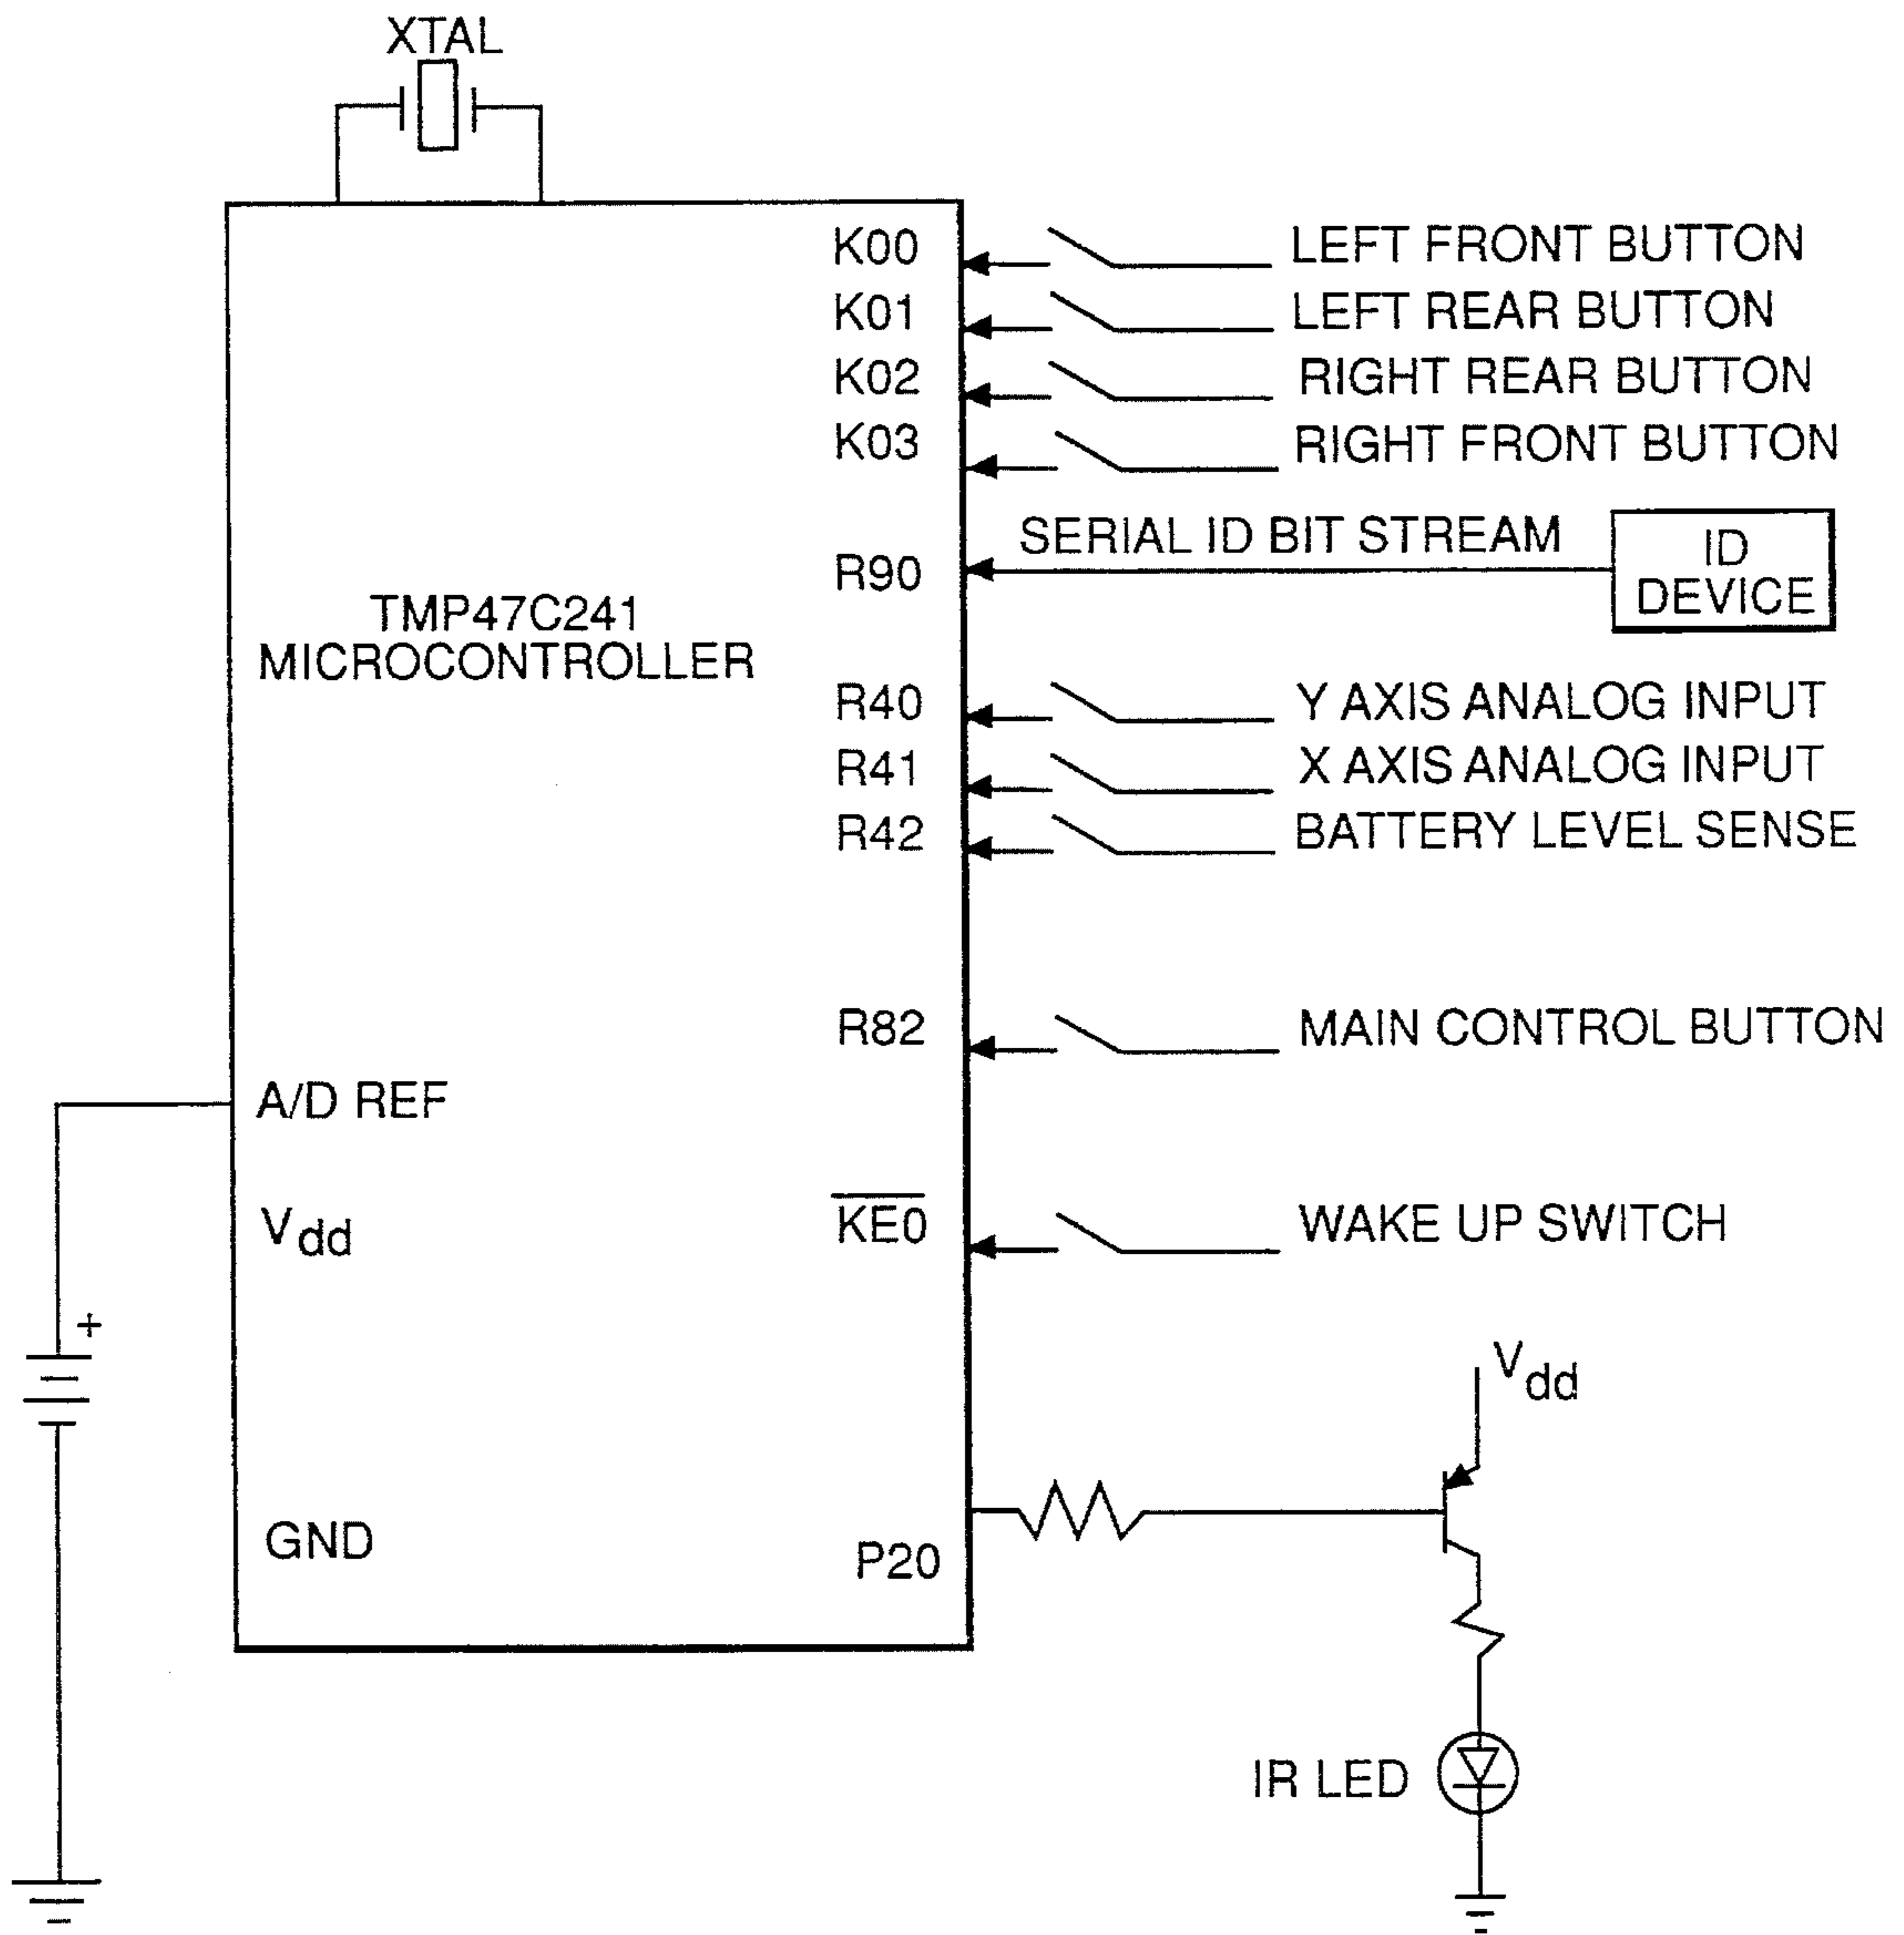 XTAL
K00 LEFT FRONT BUTTON
K01 LEFT REAR BUTTON
K02 RIGHT REAR BUTTON
K03 RIGHT FRONT BUTTON
SERIAL ID BIT STREAM
R90
ID
DEVICE
TMP47C241
MICROCONTROLLER
R40 Y AXIS ANALOG INPUT
R41 X AXIS ANALOG INPUT
R42 BATTERY LEVEL SENSE
R82 MAIN CONTROL BUTTON
A/D REF
Vdd
K̅E̅0̅ WAKE UP SWITCH
+
Vdd
GND
P20
IR LED